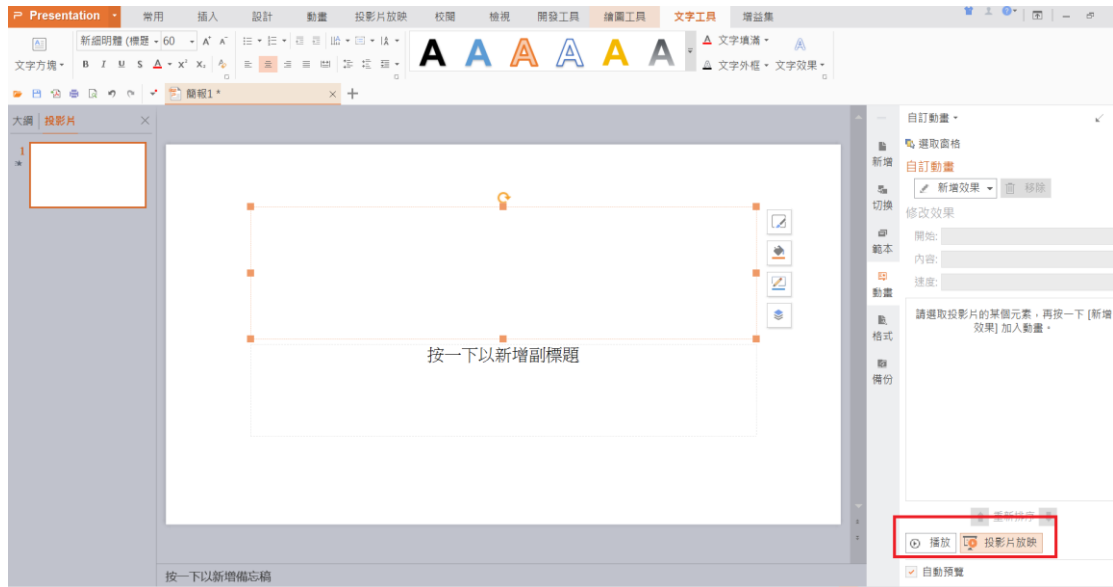 Presentation 常用 插入 設計 動畫 投影片放映 校閱 檢視 開發工具 繪圖工具 文字工具 增益集
新細明體 (標題 60 A A
文字方塊 B I U S A X² X₂
A A A A A A
文字填滿
文字外框 文字效果
簡報1 *
大綱 投影片
1
按一下以新增副標題
按一下以新增備忘稿
新增
切換
範本
動畫
格式
備份
自訂動畫
選取窗格
自訂動畫
新增效果 移除
修改效果
開始:
內容:
速度:
請選取投影片的某個元素，再按一下 [新增
效果] 加入動畫。
重新排序
播放 投影片放映
自動預覽